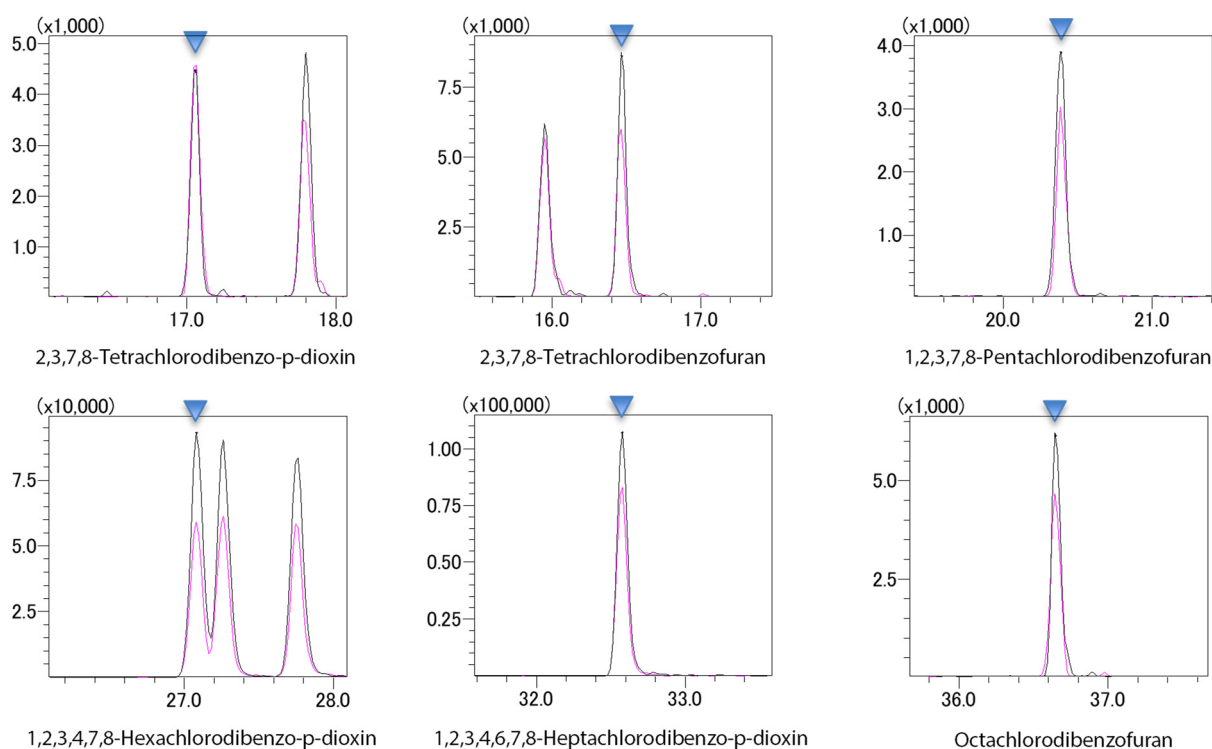 (x1,000)
5.0
4.0
3.0
2.0
1.0
17.0 18.0
2,3,7,8-Tetrachlorodibenzo-p-dioxin
(x1,000)
7.5
5.0
2.5
16.0 17.0
2,3,7,8-Tetrachlorodibenzofuran
(x1,000)
4.0
3.0
2.0
1.0
20.0 21.0
1,2,3,7,8-Pentachlorodibenzofuran
(x10,000)
7.5
5.0
2.5
27.0 28.0
1,2,3,4,7,8-Hexachlorodibenzo-p-dioxin
(x100,000)
1.00
0.75
0.50
0.25
32.0 33.0
1,2,3,4,6,7,8-Heptachlorodibenzo-p-dioxin
(x1,000)
5.0
2.5
36.0 37.0
Octachlorodibenzofuran